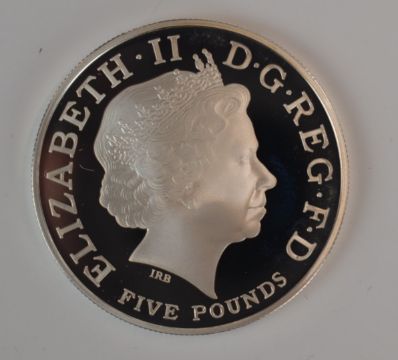 ELIZABETH · II D · G · REG · F · D
IRB
FIVE POUNDS